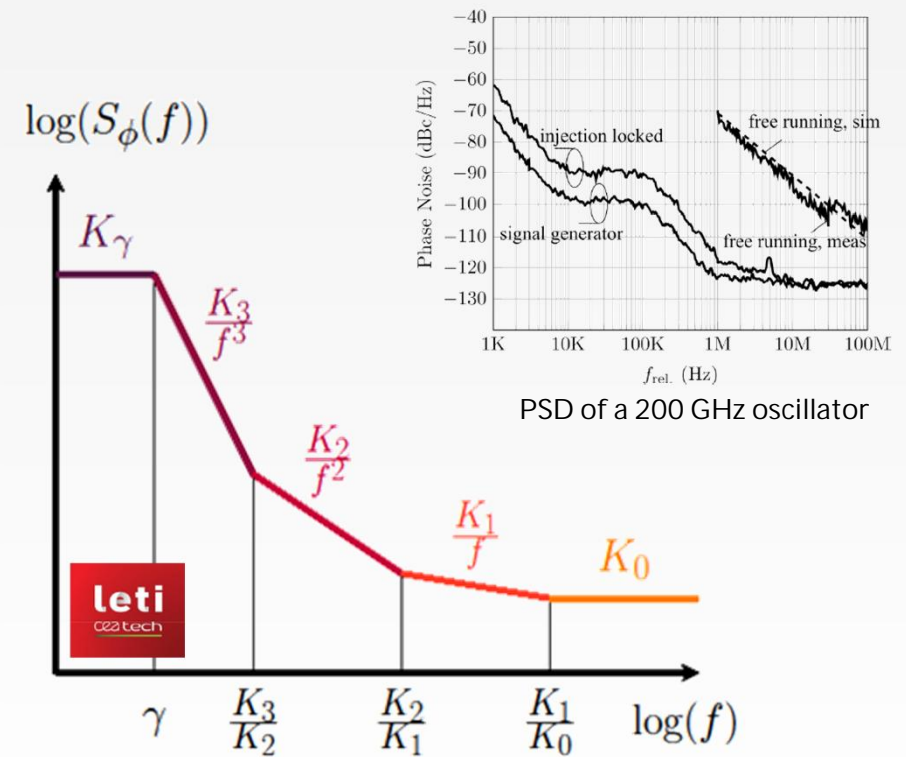 log(S_ϕ(f))
K_γ
K_3
f^3
K_2
f^2
K_1
f
K_0
leti
cea tech
γ
K_3
K_2
K_2
K_1
K_1
K_0
log(f)
−40
−50
−60
−70
−80
−90
−100
−110
−120
−130
Phase Noise (dBc/Hz)
injection locked
signal generator
free running, sim
free running, meas
1K 10K 100K 1M 10M 100M
f_rel. (Hz)
PSD of a 200 GHz oscillator